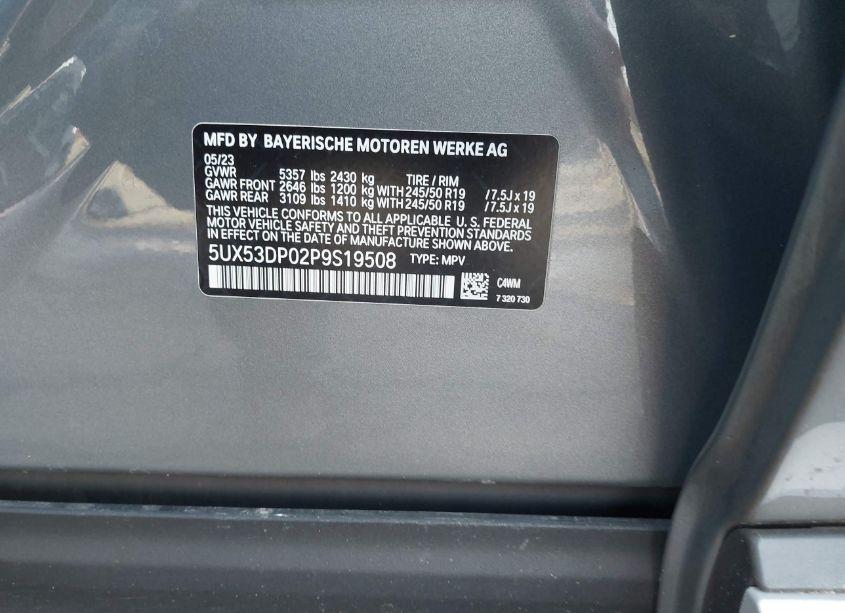 MFD BY BAYERISCHE MOTOREN WERKE AG
05/23
GVWR 5357 lbs 2430 kg TIRE / RIM
GAWR FRONT 2646 lbs 1200 kg WITH 245/50 R19 /7.5J x 19
GAWR REAR 3109 lbs 1410 kg WITH 245/50 R19 /7.5J x 19
THIS VEHICLE CONFORMS TO ALL APPLICABLE U. S. FEDERAL
MOTOR VEHICLE SAFETY AND THEFT PREVENTION STANDARDS
IN EFFECT ON THE DATE OF MANUFACTURE SHOWN ABOVE.
5UX53DP02P9S19508 TYPE: MPV
C4WM
7 320 730